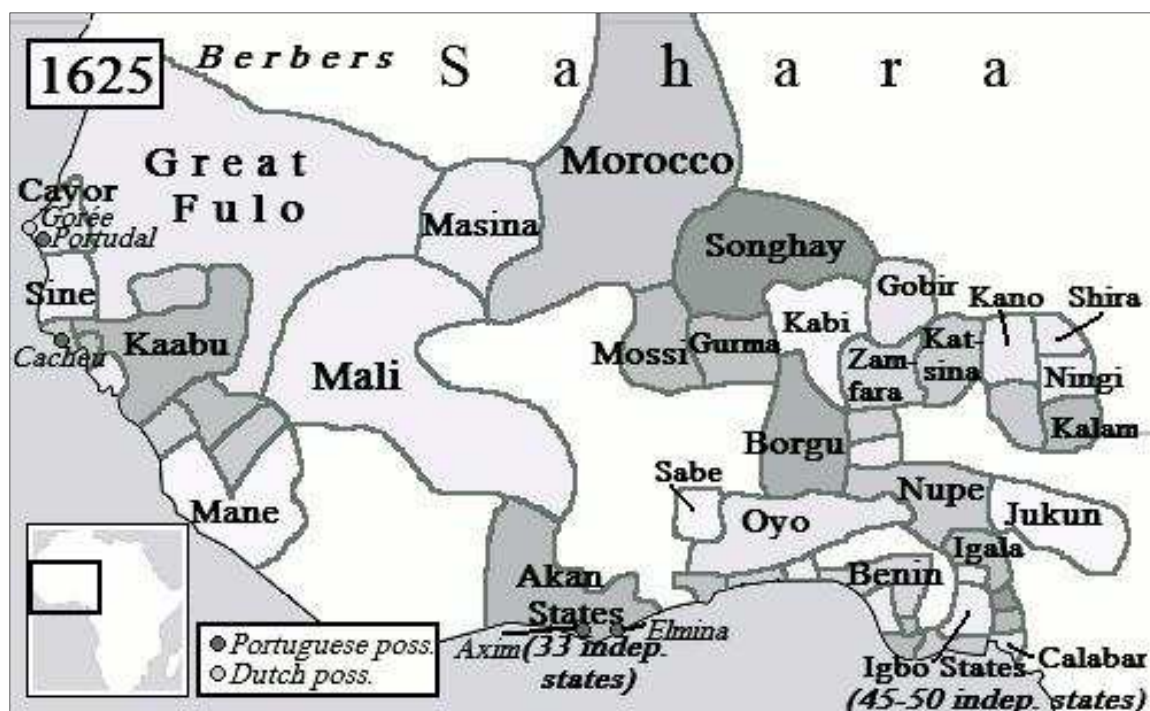 1625
Berbers
Sahara
Great
Fulo
Morocco
Cayor
Gorée
Portudal
Masina
Songhay
Sine
Gobir
Kano
Shira
Cacheu
Kaabu
Mali
Mossi
Gurma
Kabi
Kat-
sina
Zam-
fara
Ningi
Kalam
Borgu
Sabe
Mane
Oyo
Nupe
Jukun
Igala
Akan
States
Benin
Axim
Elmina
(33 indep.
states)
Igbo States
Calabar
(45-50 indep. states)
Portuguese poss.
Dutch poss.